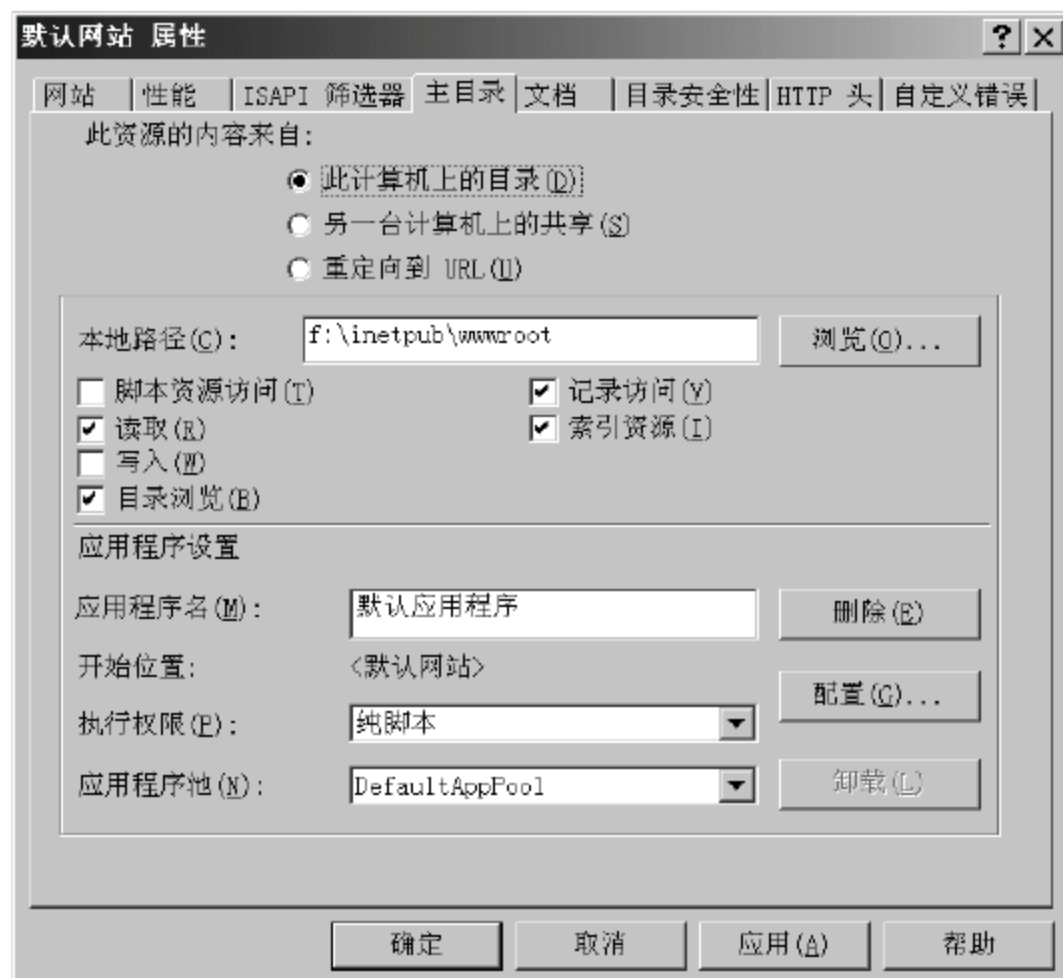 默认网站 属性
? ×
网站 性能 ISAPI 筛选器 主目录 文档 目录安全性 HTTP 头 自定义错误
此资源的内容来自:
此计算机上的目录(D)
另一台计算机上的共享(S)
重定向到 URL(U)
本地路径(C): f:\inetpub\wwwroot 浏览(O)...
脚本资源访问(T) 记录访问(V)
读取(R) 索引资源(I)
写入(W)
目录浏览(B)
应用程序设置
应用程序名(M): 默认应用程序 删除(E)
开始位置: <默认网站>
配置(G)...
执行权限(P): 纯脚本
应用程序池(N): DefaultAppPool 卸载(L)
确定 取消 应用(A) 帮助